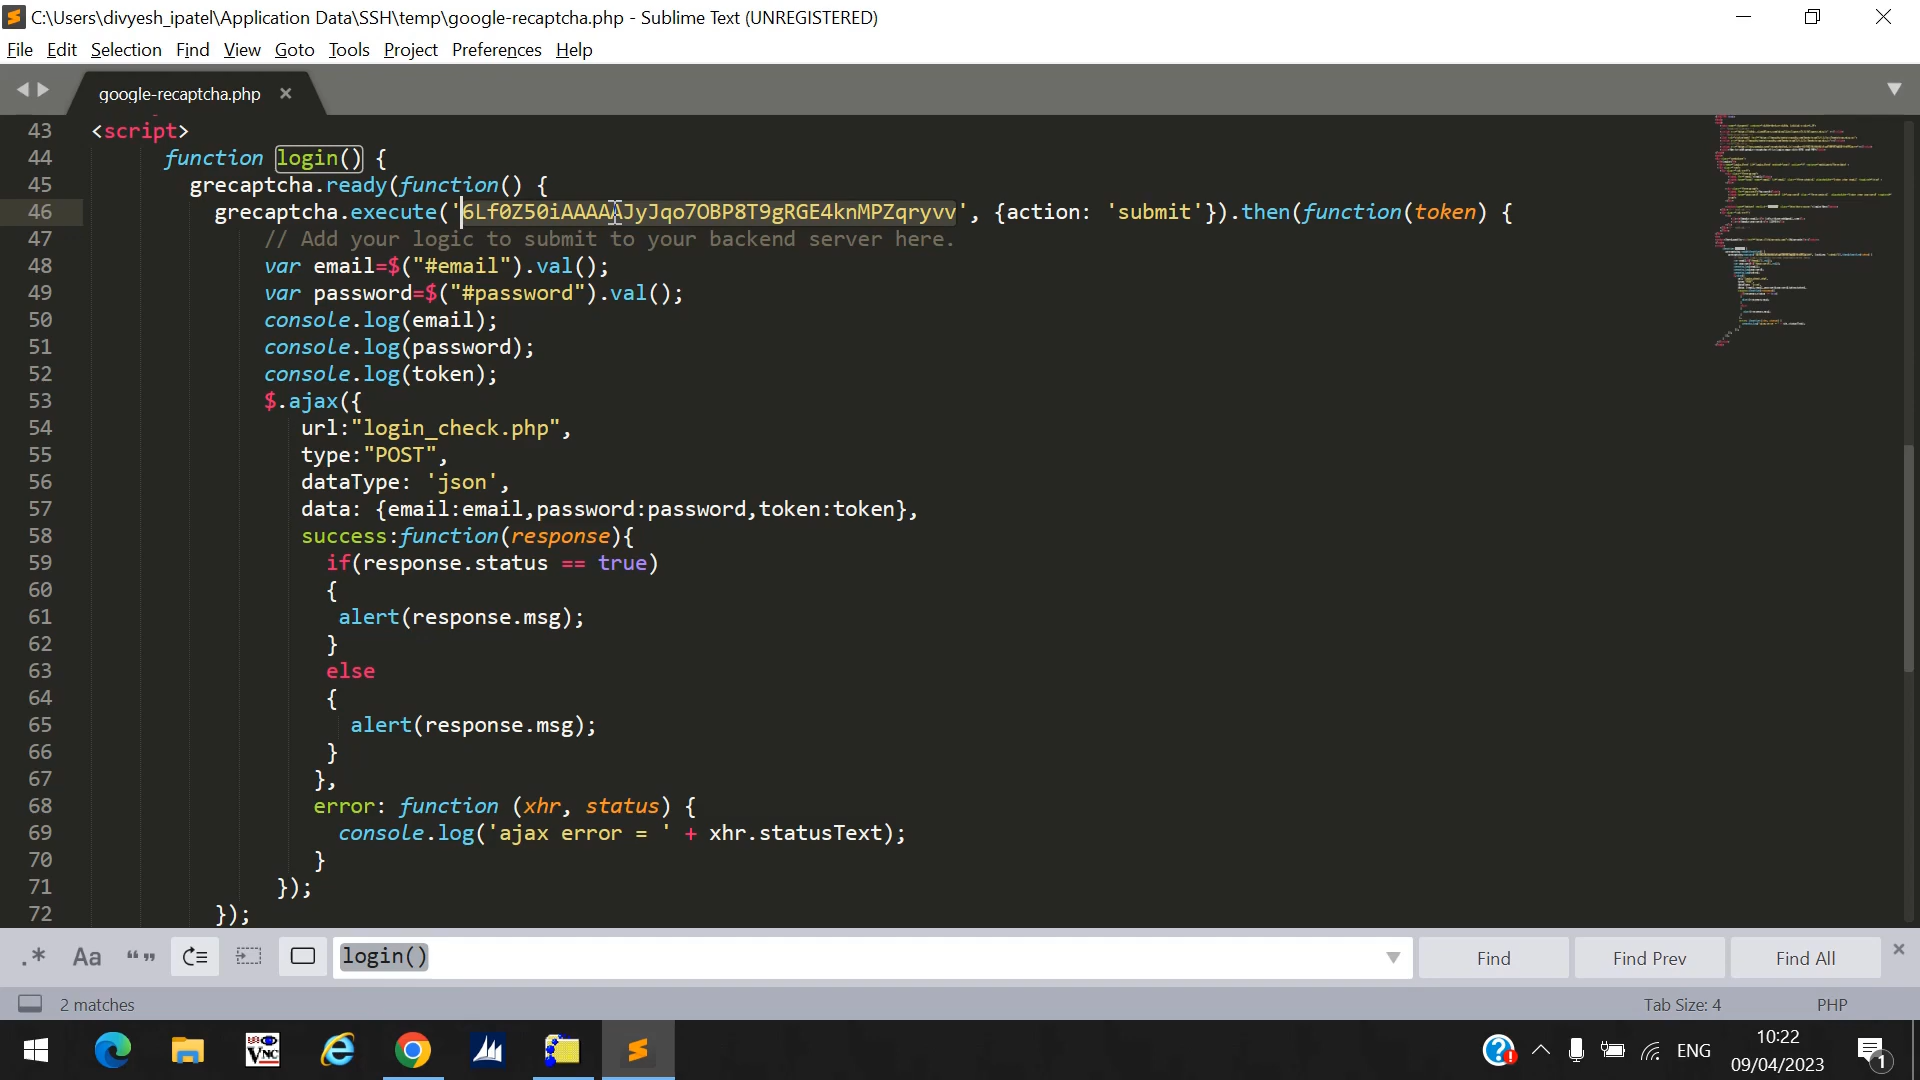 C:\Users\divyesh_ipatel\Application Data\SSH\temp\google-recaptcha.php - Sublime Text (UNREGISTERED)
File Edit Selection Find View Goto Tools Project Preferences Help
google-recaptcha.php
43 <script>
44 function login() {
45 grecaptcha.ready(function() {
46 grecaptcha.execute('6Lf0Z50iAAAAAJyJqo7OBP8T9gRGE4knMPZqryvv', {action: 'submit'}).then(function(token) {
47 // Add your logic to submit to your backend server here.
48 var email=$("#email").val();
49 var password=$("#password").val();
50 console.log(email);
51 console.log(password);
52 console.log(token);
53 $.ajax({
54 url:"login_check.php",
55 type:"POST",
56 dataType: 'json',
57 data: {email:email,password:password,token:token},
58 success:function(response){
59 if(response.status == true)
60 {
61 alert(response.msg);
62 }
63 else
64 {
65 alert(response.msg);
66 }
67 },
68 error: function (xhr, status) {
69 console.log('ajax error = ' + xhr.statusText);
70 }
71 });
72 });
.* Aa login() Find Find Prev Find All
2 matches Tab Size: 4 PHP
ENG 10:22
09/04/2023 1